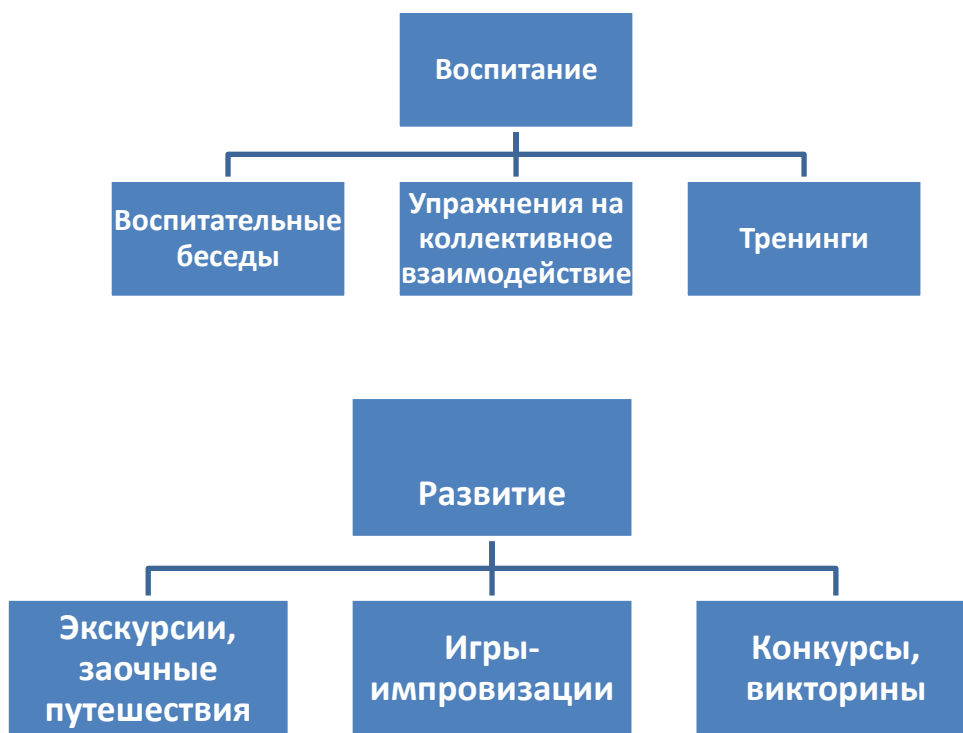 Воспитание
Воспитательные
беседы
Упражнения на
коллективное
взаимодействие
Тренинги
Развитие
Экскурсии,
заочные
путешествия
Игры-
импровизации
Конкурсы,
викторины